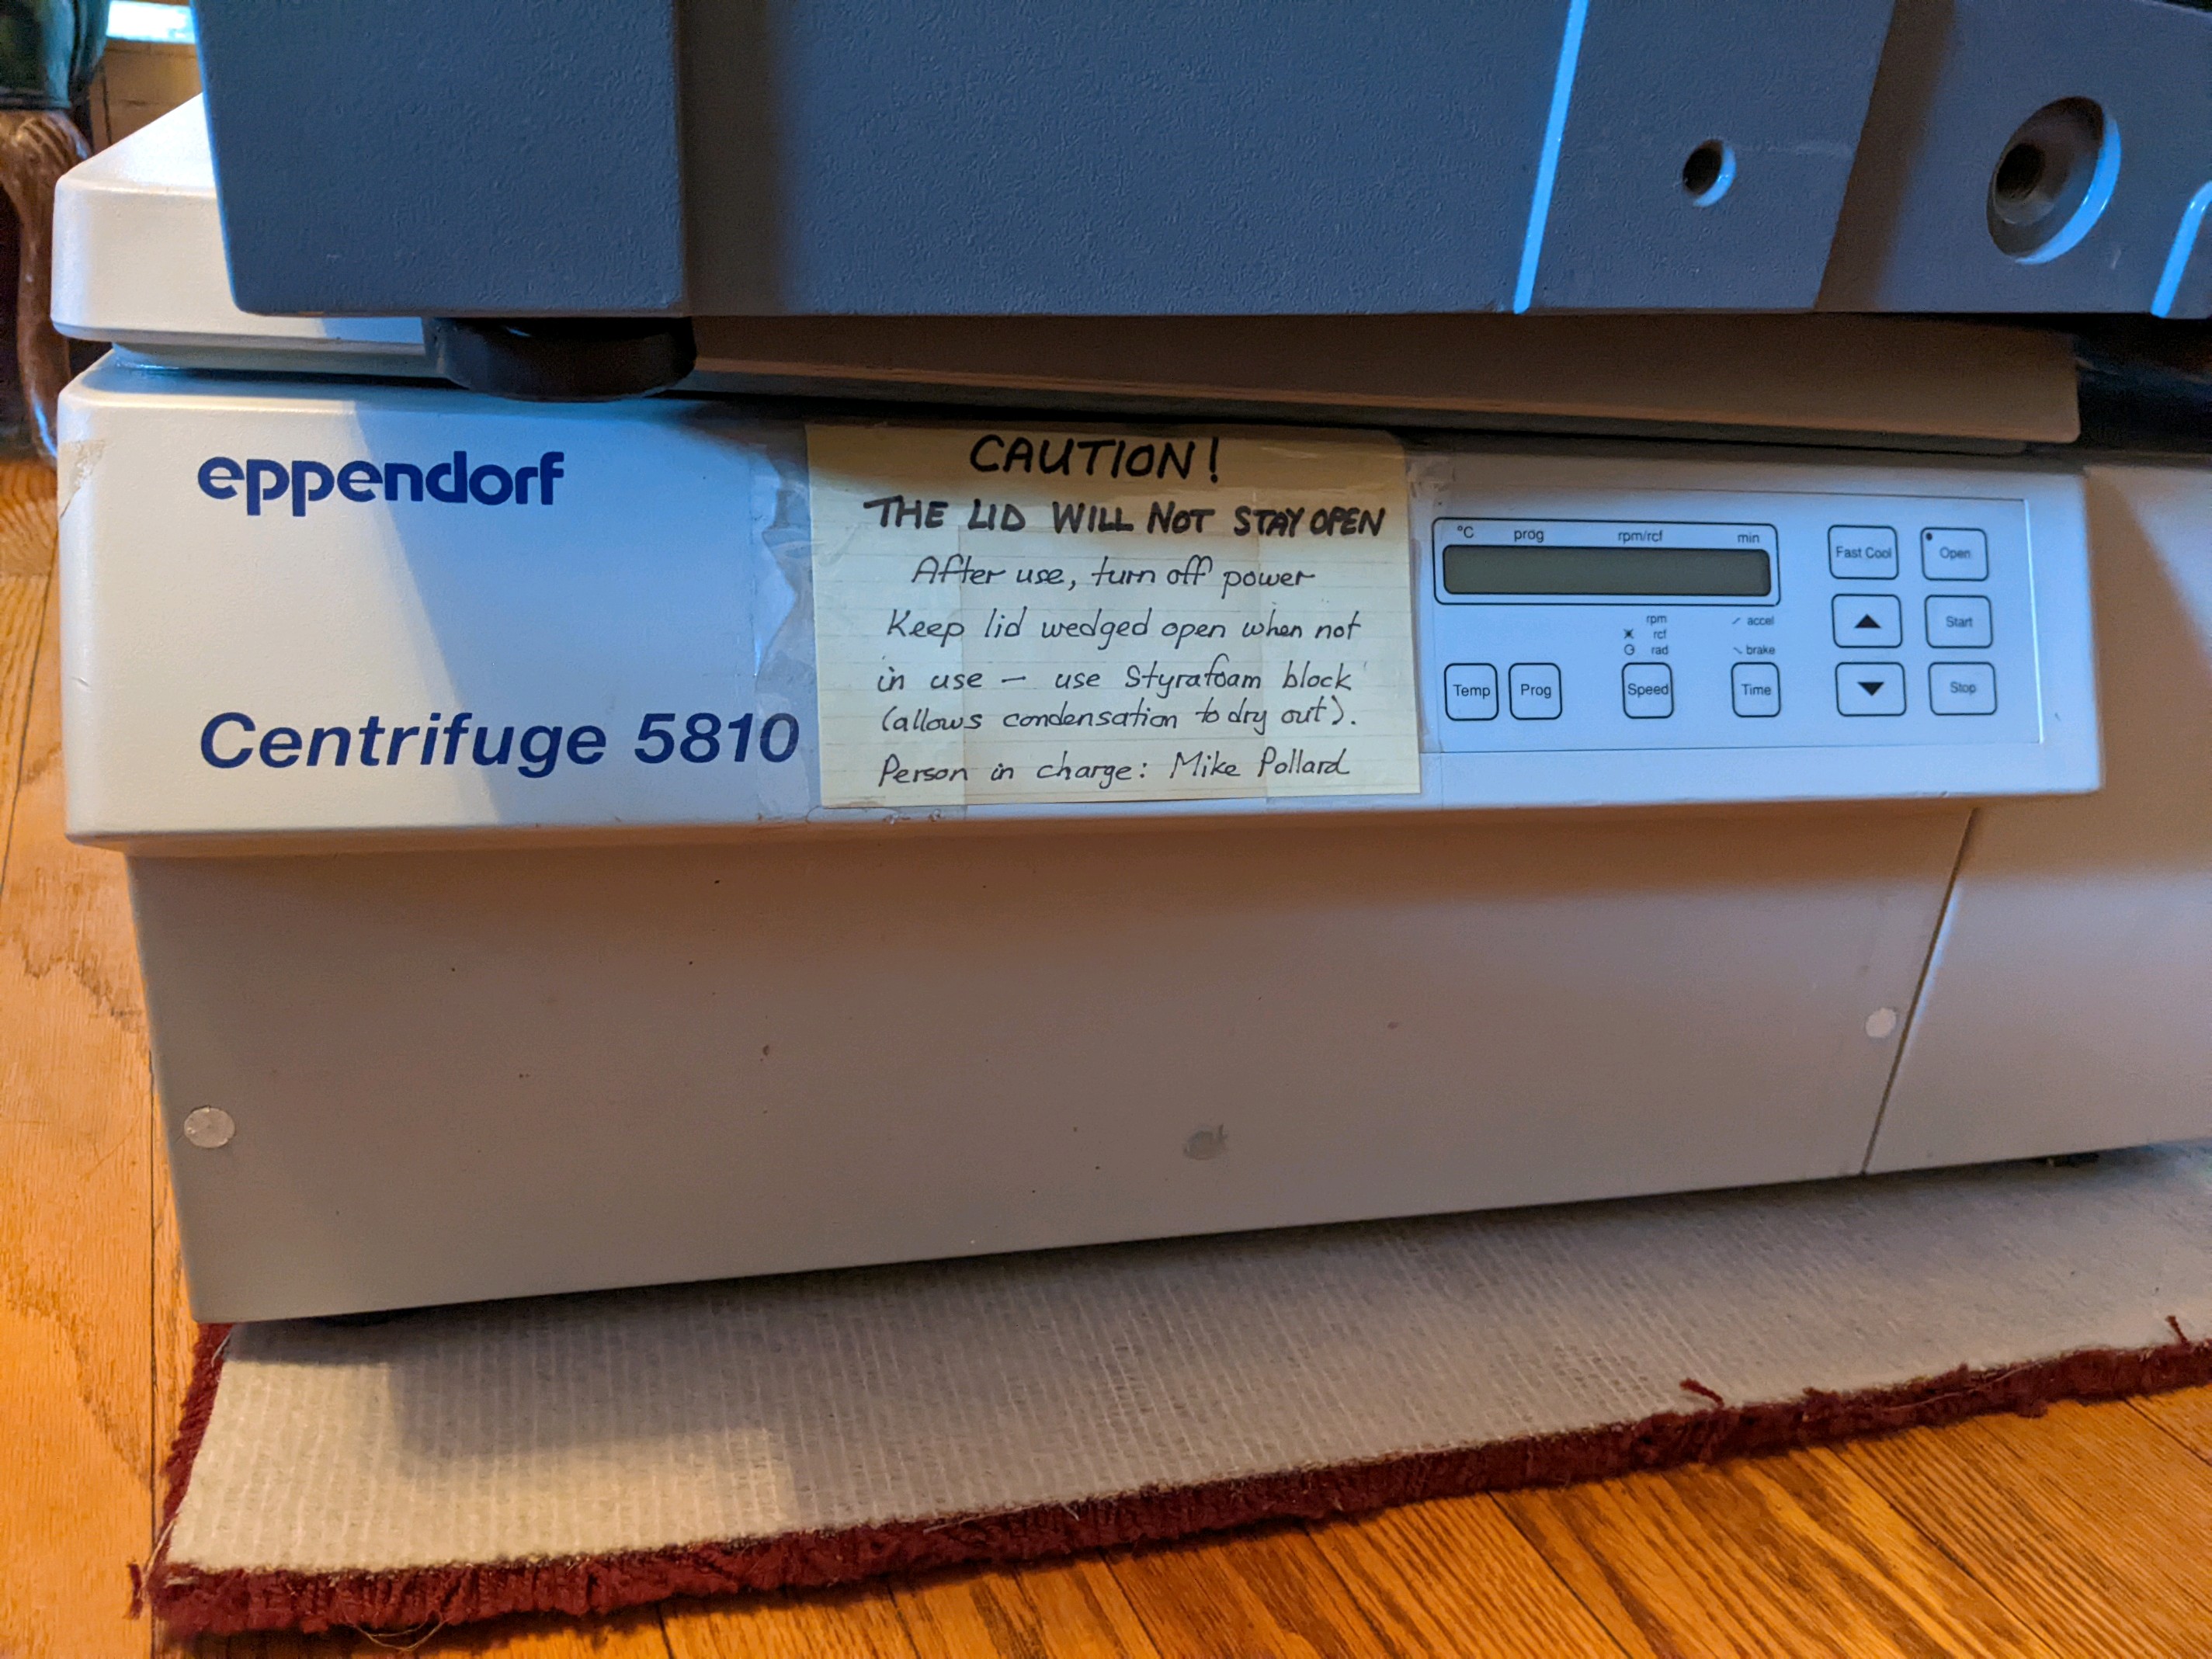 eppendorf
Centrifuge 5810
CAUTION!
THE LID WILL NOT STAY OPEN
After use, turn off power
Keep lid wedged open when not
in use – use Styrafoam block
(allows condensation to dry out).
Person in charge: Mike Pollard
°C prog rpm/rcf min
Fast Cool Open
rpm
rcf
rad
accel
brake
Start
Temp Prog Speed Time Stop